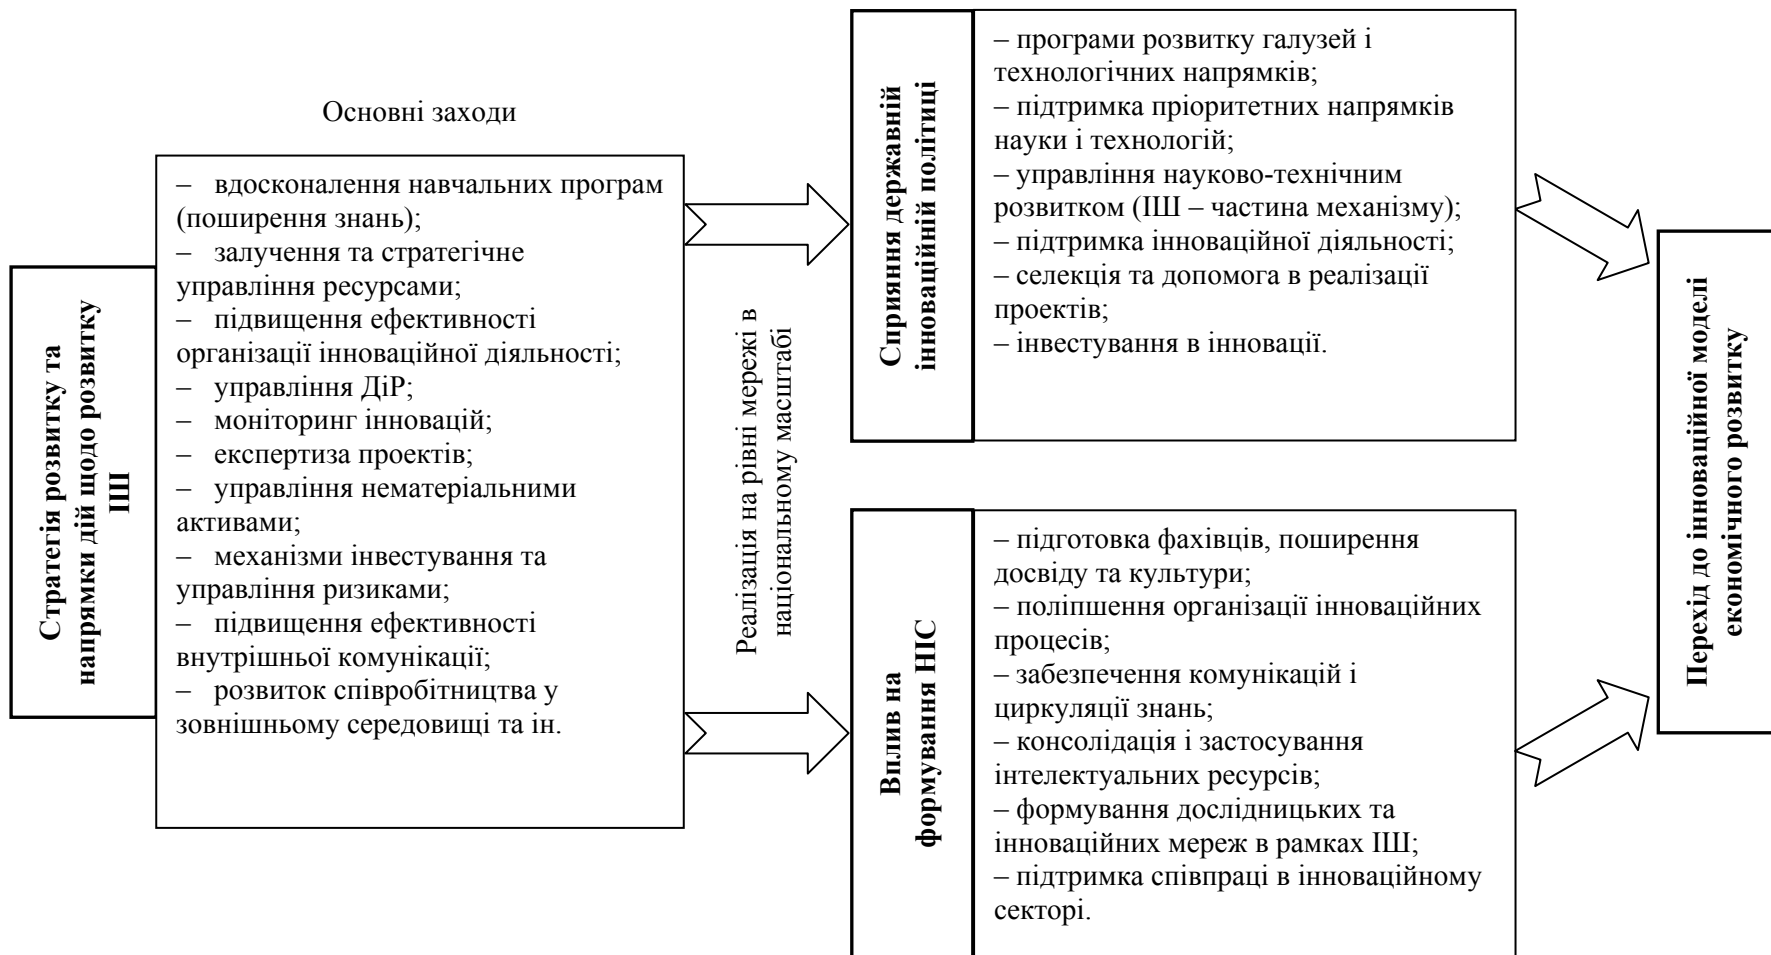 Основні заходи
Стратегія розвитку та
напрямки дій щодо розвитку
ІШ
– вдосконалення навчальних програм
(поширення знань);
– залучення та стратегічне
управління ресурсами;
– підвищення ефективності
організації інноваційної діяльності;
– управління ДіР;
– моніторинг інновацій;
– експертиза проектів;
– управління нематеріальними
активами;
– механізми інвестування та
управління ризиками;
– підвищення ефективності
внутрішньої комунікації;
– розвиток співробітництва у
зовнішньому середовищі та ін.
Реалізація на рівні мережі в
національному масштабі
Сприяння державній
інноваційній політиці
– програми розвитку галузей і
технологічних напрямків;
– підтримка пріоритетних напрямків
науки і технологій;
– управління науково-технічним
розвитком (ІШ – частина механізму);
– підтримка інноваційної діяльності;
– селекція та допомога в реалізації
проектів;
– інвестування в інновації.
Вплив на
формування НІС
– підготовка фахівців, поширення
досвіду та культури;
– поліпшення організації інноваційних
процесів;
– забезпечення комунікацій і
циркуляції знань;
– консолідація і застосування
інтелектуальних ресурсів;
– формування дослідницьких та
інноваційних мереж в рамках ІШ;
– підтримка співпраці в інноваційному
секторі.
Перехід до інноваційної моделі
економічного розвитку